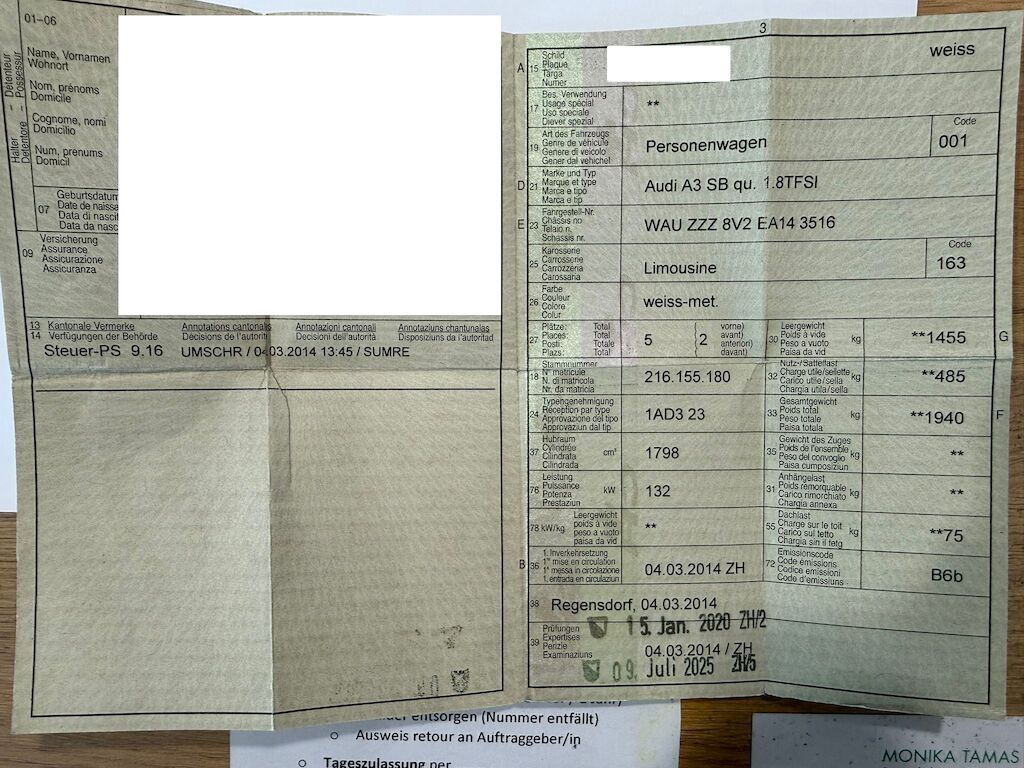 01-06
Name, Vornamen
Wohnort
Nom, prénoms
Domicile
Cognome, nomi
Domicilio
Num, prenums
Domicil
Halter – Détenteur
Detentore – Possessur
07
Geburtsdatum
Date de naissa
Data di nascit
Data da nasc
09
Versicherung
Assurance
Assicurazione
Assicuranza
13 Kantonale Vermerke Annotations cantonales Annotazioni cantonali Annotaziuns chantunalas
14 Verfügungen der Behörde Décisions de l'autorité Decisioni dell'autorità Disposiziuns da l'autoritad
Steuer-PS 9.16 UMSCHR / 04.03.2014 13:45 / SUMRE
3
A 15 Schild
Plaque
Targa
Numer
weiss
17 Bes. Verwendung
Usage spécial
Uso speciale
Diever spezial
**
19 Art des Fahrzeugs
Genre de véhicule
Genere di veicolo
Gener dal vehichel
Personenwagen
Code
001
D 21 Marke und Typ
Marque et type
Marca e tipo
Marca e tip
Audi A3 SB qu. 1.8TFSI
E 23 Fahrgestell-Nr.
Châssis no
Telaio n.
Schassis nr.
WAU ZZZ 8V2 EA14 3516
25 Karosserie
Carrosserie
Carrozzeria
Carossaria
Limousine
Code
163
26 Farbe
Couleur
Colore
Colur
weiss-met.
27 Plätze: Total
Places: Total
Posti: Totale
Plazs: Total
5 (2 vorne)
avant)
anteriori)
davant)
30 Leergewicht
Poids à vide
Peso a vuoto
Paisa da vid
kg
**1455
G
18 Stammnummer
N° matricule
N. di matricola
Nr. da matricla
216.155.180
32 Nutz-/Sattellast
Charge utile/sellette
Carico utile/sella
Chargia utila/sella
kg
**485
24 Typengenehmigung
Réception par type
Approvazione del tipo
Approvaziun dal tip
1AD3 23
33 Gesamtgewicht
Poids total
Peso totale
Paisa totala
kg
**1940
F
37 Hubraum
Cylindrée
Cilindrata
Cilindrada
cm³
1798
35 Gewicht des Zuges
Poids de l'ensemble
Peso del convoglio
Paisa cumposiziun
kg
**
76 Leistung
Puissance
Potenza
Prestaziun
kW
132
31 Anhängelast
Poids remorquable
Carico rimorchiato
Chargia annexa
kg
**
78 kW/kg Leergewicht
poids à vide
peso a vuoto
paisa da vid
**
55 Dachlast
Charge sur le toit
Carico sul tetto
Chargia sin il tetg
kg
**75
B 36 1. Inverkehrsetzung
1re mise en circulation
1a messa in circolazione
1. entrada en circulaziun
04.03.2014 ZH
72 Emissionscode
Code émissions
Codice emissioni
Code d'emissiuns
B6b
38 Regensdorf, 04.03.2014
39 Prüfungen
Expertises
Perizie
Examinaziuns
15. Jan. 2020 ZH/2
04.03.2014 / ZH
09. Juli 2025 ZH/5
entsorgen (Nummer entfällt)
o Ausweis retour an Auftraggeber/in
o Tageszulassung per
MONIKA TAMAS